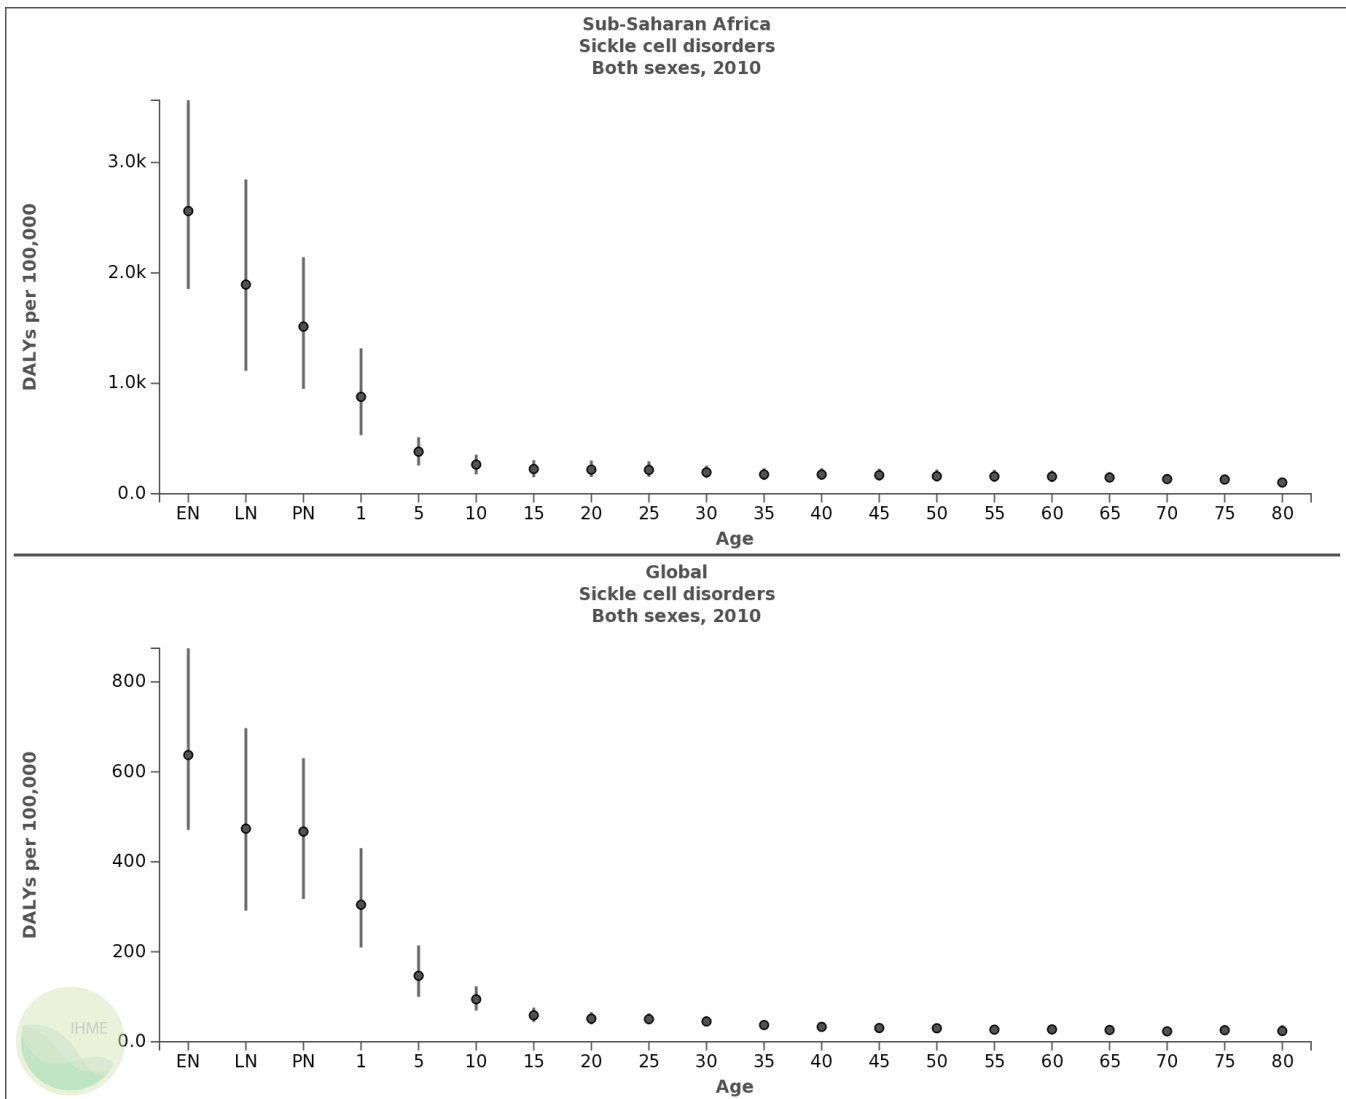 Sub-Saharan Africa
Sickle cell disorders
Both sexes, 2010
DALYs per 100,000
3.0k
2.0k
1.0k
0.0
EN LN PN 1 5 10 15 20 25 30 35 40 45 50 55 60 65 70 75 80
Age
Global
Sickle cell disorders
Both sexes, 2010
DALYs per 100,000
800
600
400
200
0.0
IHME
EN LN PN 1 5 10 15 20 25 30 35 40 45 50 55 60 65 70 75 80
Age